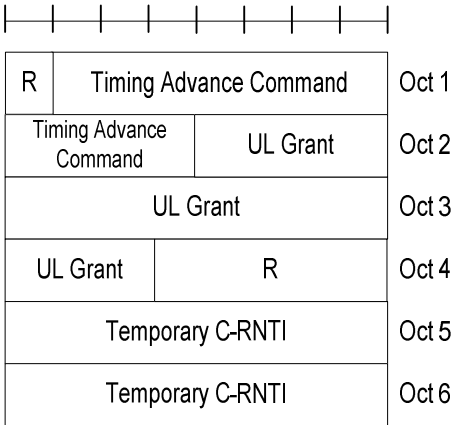 R Timing Advance Command Oct 1
Timing Advance
Command UL Grant Oct 2
UL Grant Oct 3
UL Grant R Oct 4
Temporary C-RNTI Oct 5
Temporary C-RNTI Oct 6